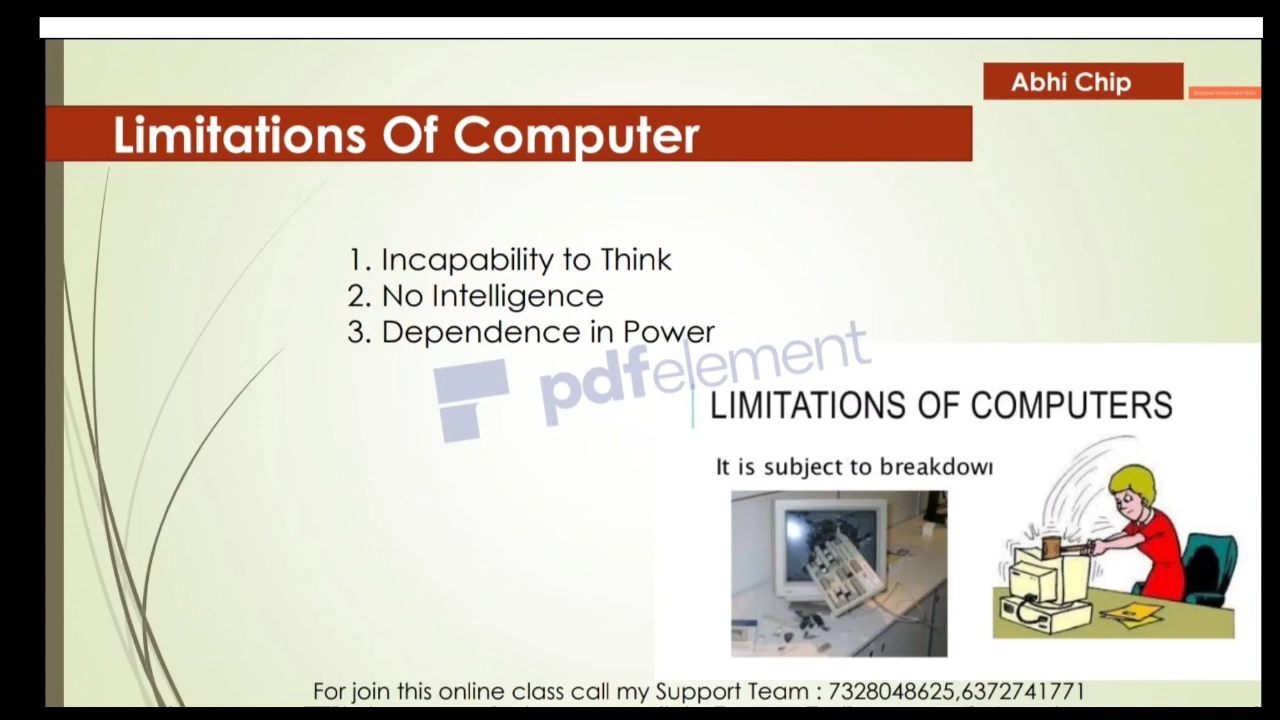 Abhi Chip
Limitations Of Computer
1. Incapability to Think
2. No Intelligence
3. Dependence in Power
pdfelement
LIMITATIONS OF COMPUTERS
It is subject to breakdow
For join this online class call my Support Team : 7328048625,6372741771